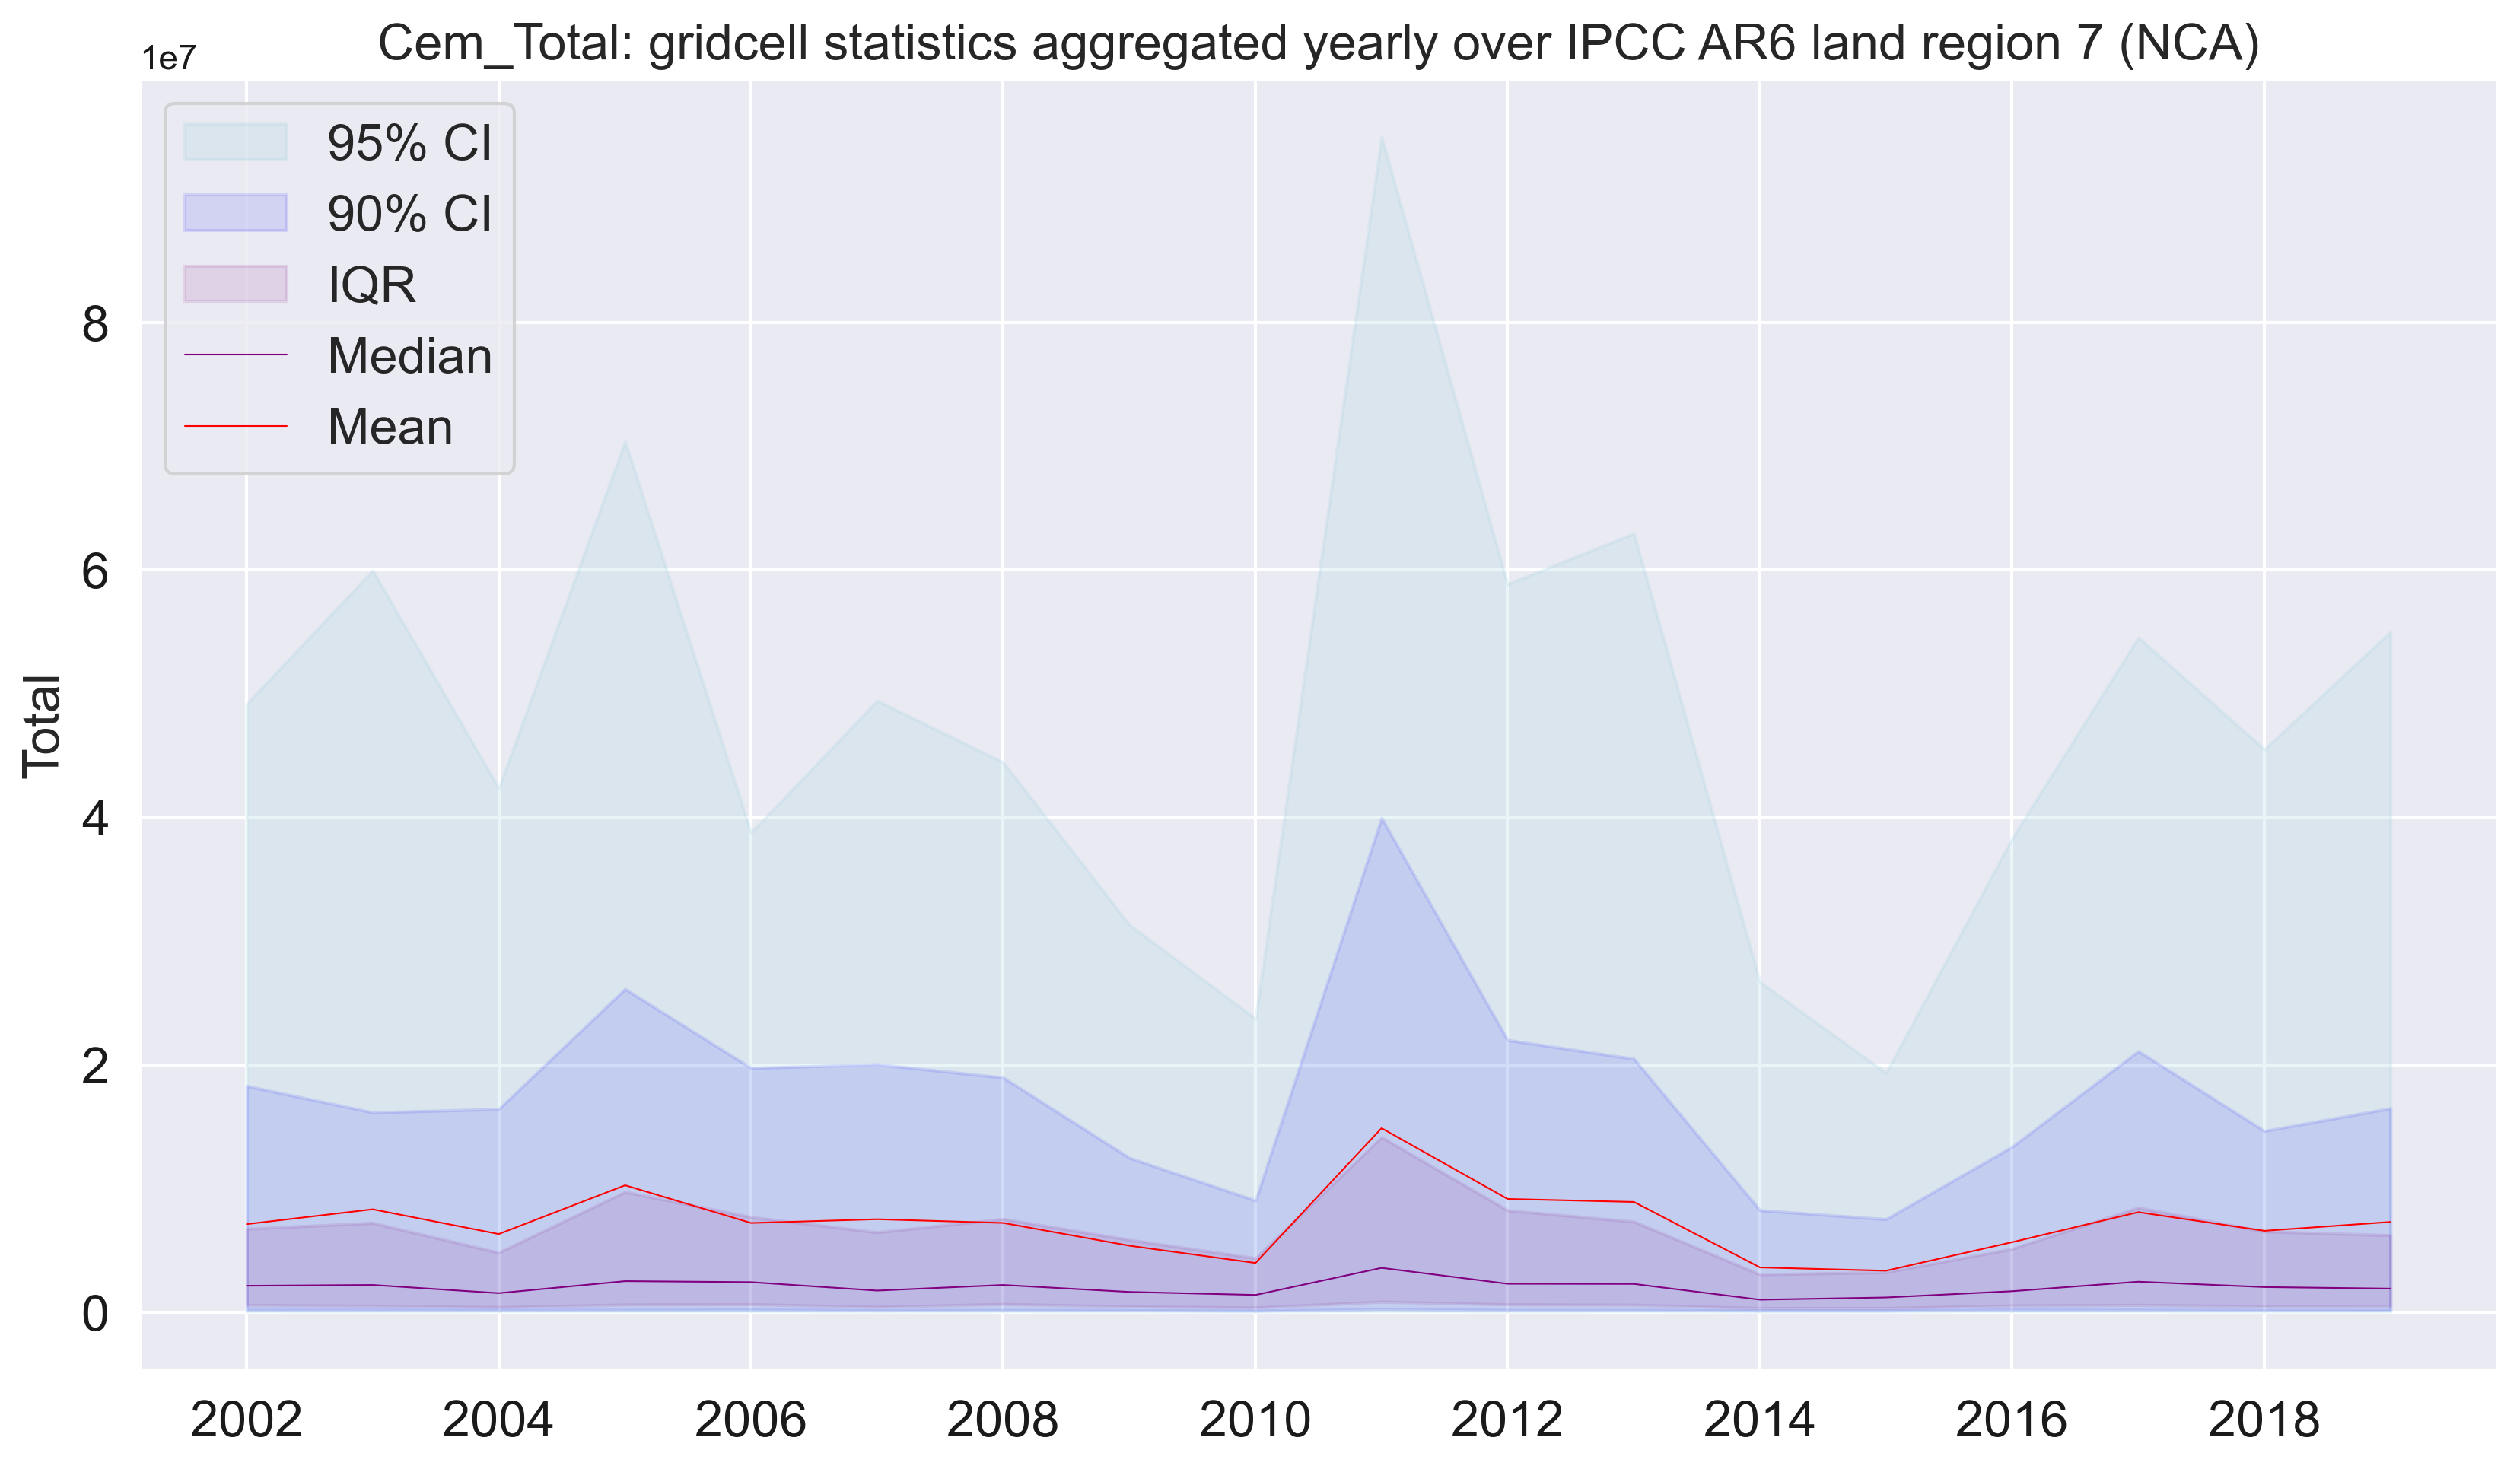 Cem_Total: gridcell statistics aggregated yearly over IPCC AR6 land region 7 (NCA)
1e7
95% CI
90% CI
IQR
Median
Mean
8
6
4
2
0
Total
2002 2004 2006 2008 2010 2012 2014 2016 2018